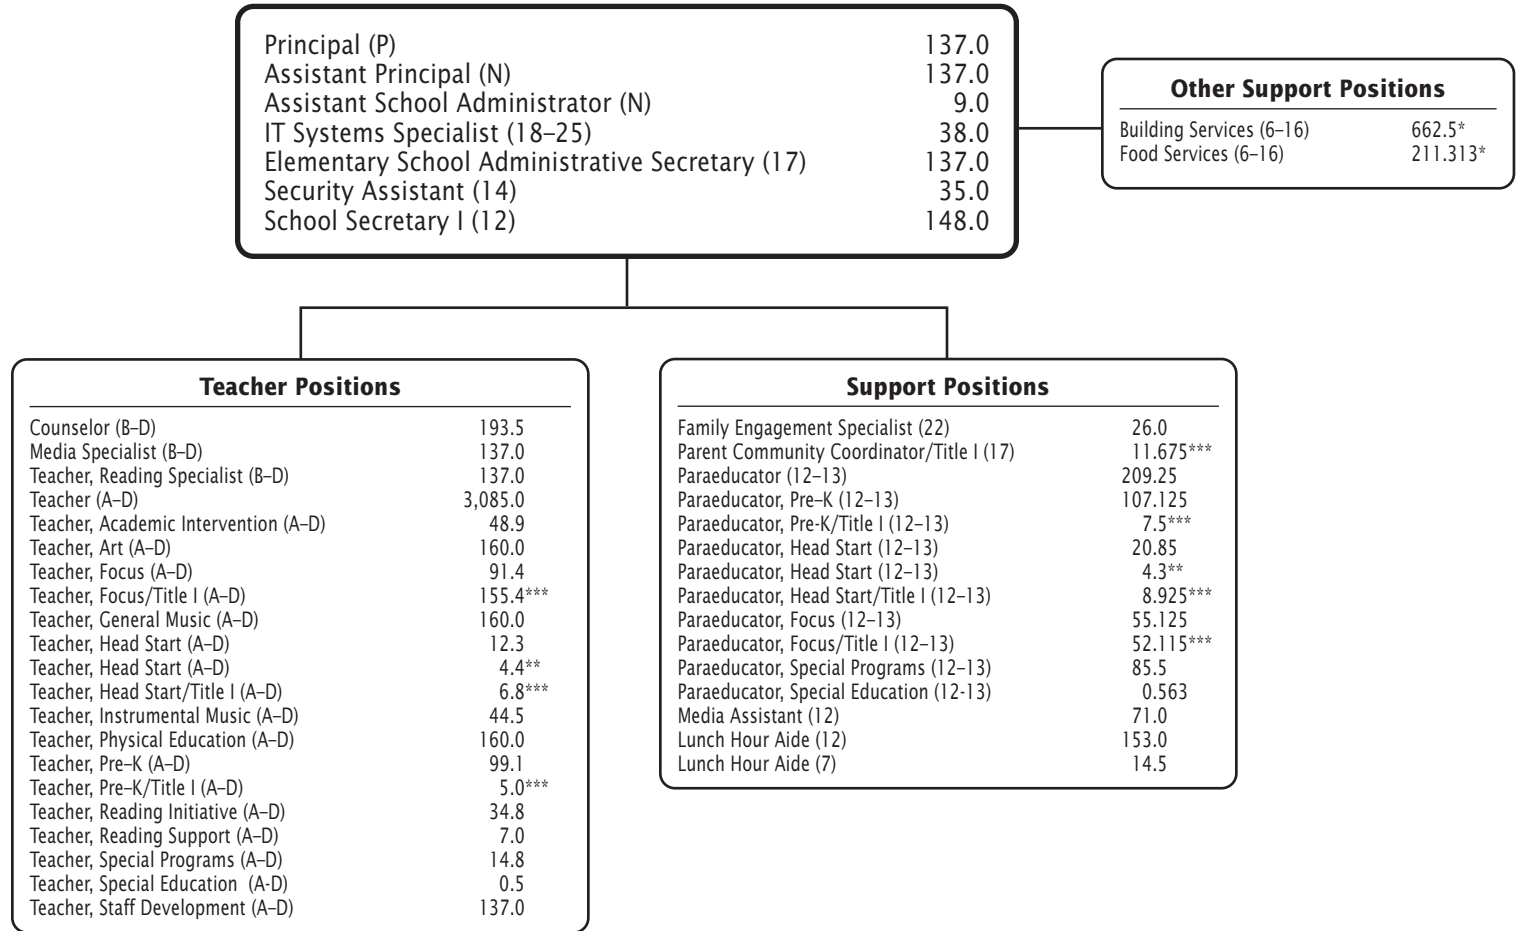 Principal (P) 137.0
Assistant Principal (N) 137.0
Assistant School Administrator (N) 9.0
IT Systems Specialist (18–25) 38.0
Elementary School Administrative Secretary (17) 137.0
Security Assistant (14) 35.0
School Secretary I (12) 148.0
Other Support Positions
Building Services (6–16) 662.5*
Food Services (6–16) 211.313*
Teacher Positions
Counselor (B–D) 193.5
Media Specialist (B–D) 137.0
Teacher, Reading Specialist (B–D) 137.0
Teacher (A–D) 3,085.0
Teacher, Academic Intervention (A–D) 48.9
Teacher, Art (A–D) 160.0
Teacher, Focus (A–D) 91.4
Teacher, Focus/Title I (A–D) 155.4***
Teacher, General Music (A–D) 160.0
Teacher, Head Start (A–D) 12.3
Teacher, Head Start (A–D) 4.4**
Teacher, Head Start/Title I (A–D) 6.8***
Teacher, Instrumental Music (A–D) 44.5
Teacher, Physical Education (A–D) 160.0
Teacher, Pre–K (A–D) 99.1
Teacher, Pre–K/Title I (A–D) 5.0***
Teacher, Reading Initiative (A–D) 34.8
Teacher, Reading Support (A–D) 7.0
Teacher, Special Programs (A–D) 14.8
Teacher, Special Education (A-D) 0.5
Teacher, Staff Development (A–D) 137.0
Support Positions
Family Engagement Specialist (22) 26.0
Parent Community Coordinator/Title I (17) 11.675***
Paraeducator (12–13) 209.25
Paraeducator, Pre–K (12–13) 107.125
Paraeducator, Pre-K/Title I (12–13) 7.5***
Paraeducator, Head Start (12–13) 20.85
Paraeducator, Head Start (12–13) 4.3**
Paraeducator, Head Start/Title I (12–13) 8.925***
Paraeducator, Focus (12–13) 55.125
Paraeducator, Focus/Title I (12–13) 52.115***
Paraeducator, Special Programs (12–13) 85.5
Paraeducator, Special Education (12-13) 0.563
Media Assistant (12) 71.0
Lunch Hour Aide (12) 153.0
Lunch Hour Aide (7) 14.5